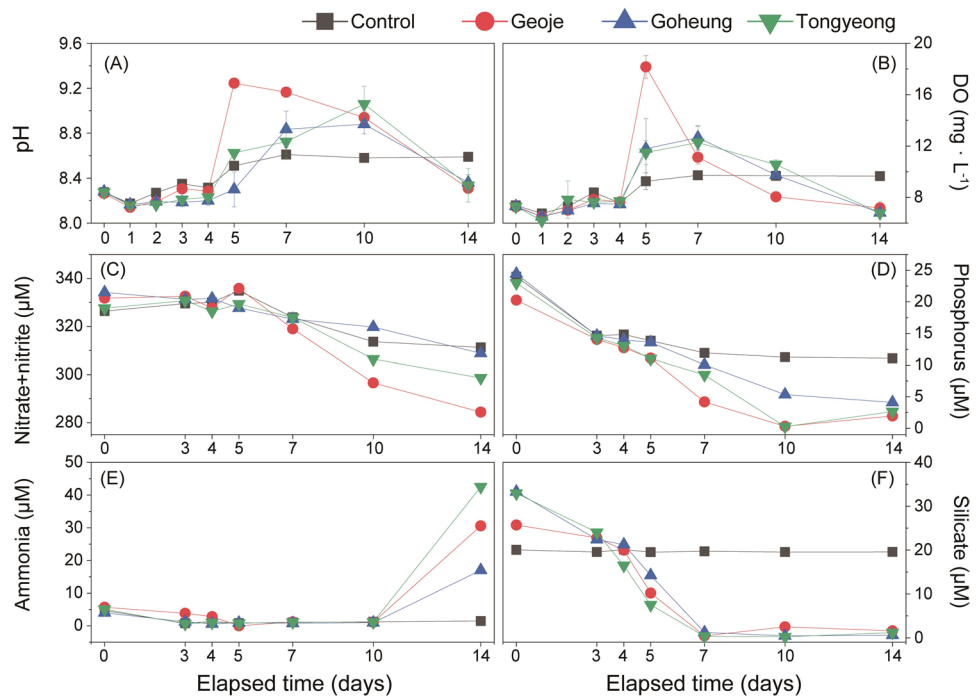 Control Geoje Goheung Tongyeong
(A)
pH
9.6
9.2
8.8
8.4
8.0
0 1 2 3 4 5 7 10 14
(B)
DO (mg · L⁻¹)
20
16
12
8
0 1 2 3 4 5 7 10 14
(C)
Nitrate+nitrite (μM)
340
320
300
280
0 3 4 5 7 10 14
(D)
Phosphorus (μM)
25
20
15
10
5
0
0 3 4 5 7 10 14
(E)
Ammonia (μM)
50
40
30
20
10
0
0 3 4 5 7 10 14
Elapsed time (days)
(F)
Silicate (μM)
40
30
20
10
0
0 3 4 5 7 10 14
Elapsed time (days)